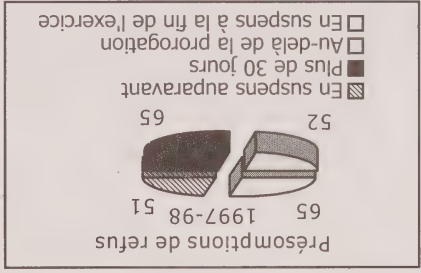 Présomptions de refus
65 1997-98 51
52 65
En suspens auparavant
Plus de 30 jours
Au-delà de la prorogation
En suspens à la fin de l'exercice